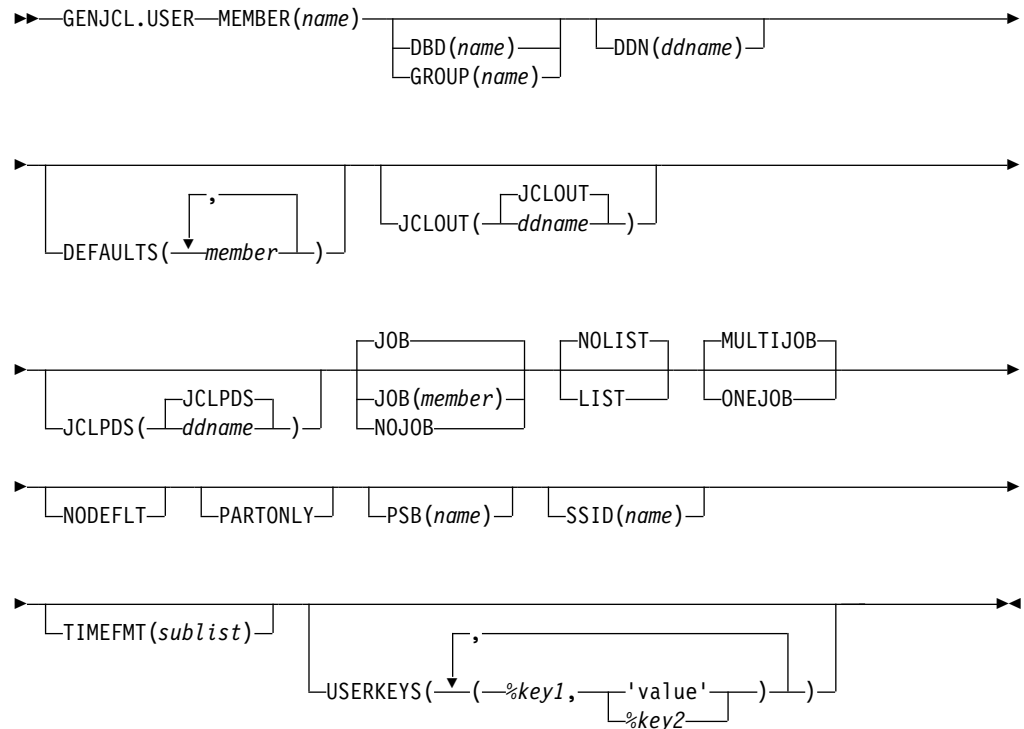 GENJCL.USER MEMBER(name)
DBD(name)
GROUP(name)
DDN(ddname)
DEFAULTS( , member )
JCLOUT( JCLOUT
ddname )
JCLPDS( JCLPDS
ddname )
JOB
JOB(member)
NOJOB
NOLIST
LIST
MULTIJOB
ONEJOB
NODEFLT PARTONLY PSB(name) SSID(name)
TIMEFMT(sublist)
,
USERKEYS( ( %key1, 'value' ) )
%key2